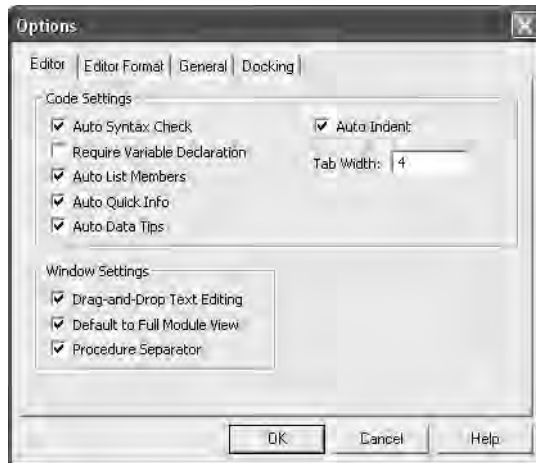 Options
Editor Editor Format General Docking
Code Settings
Auto Syntax Check
Auto Indent
Require Variable Declaration
Tab Width: 4
Auto List Members
Auto Quick Info
Auto Data Tips
Window Settings
Drag-and-Drop Text Editing
Default to Full Module View
Procedure Separator
OK Cancel Help